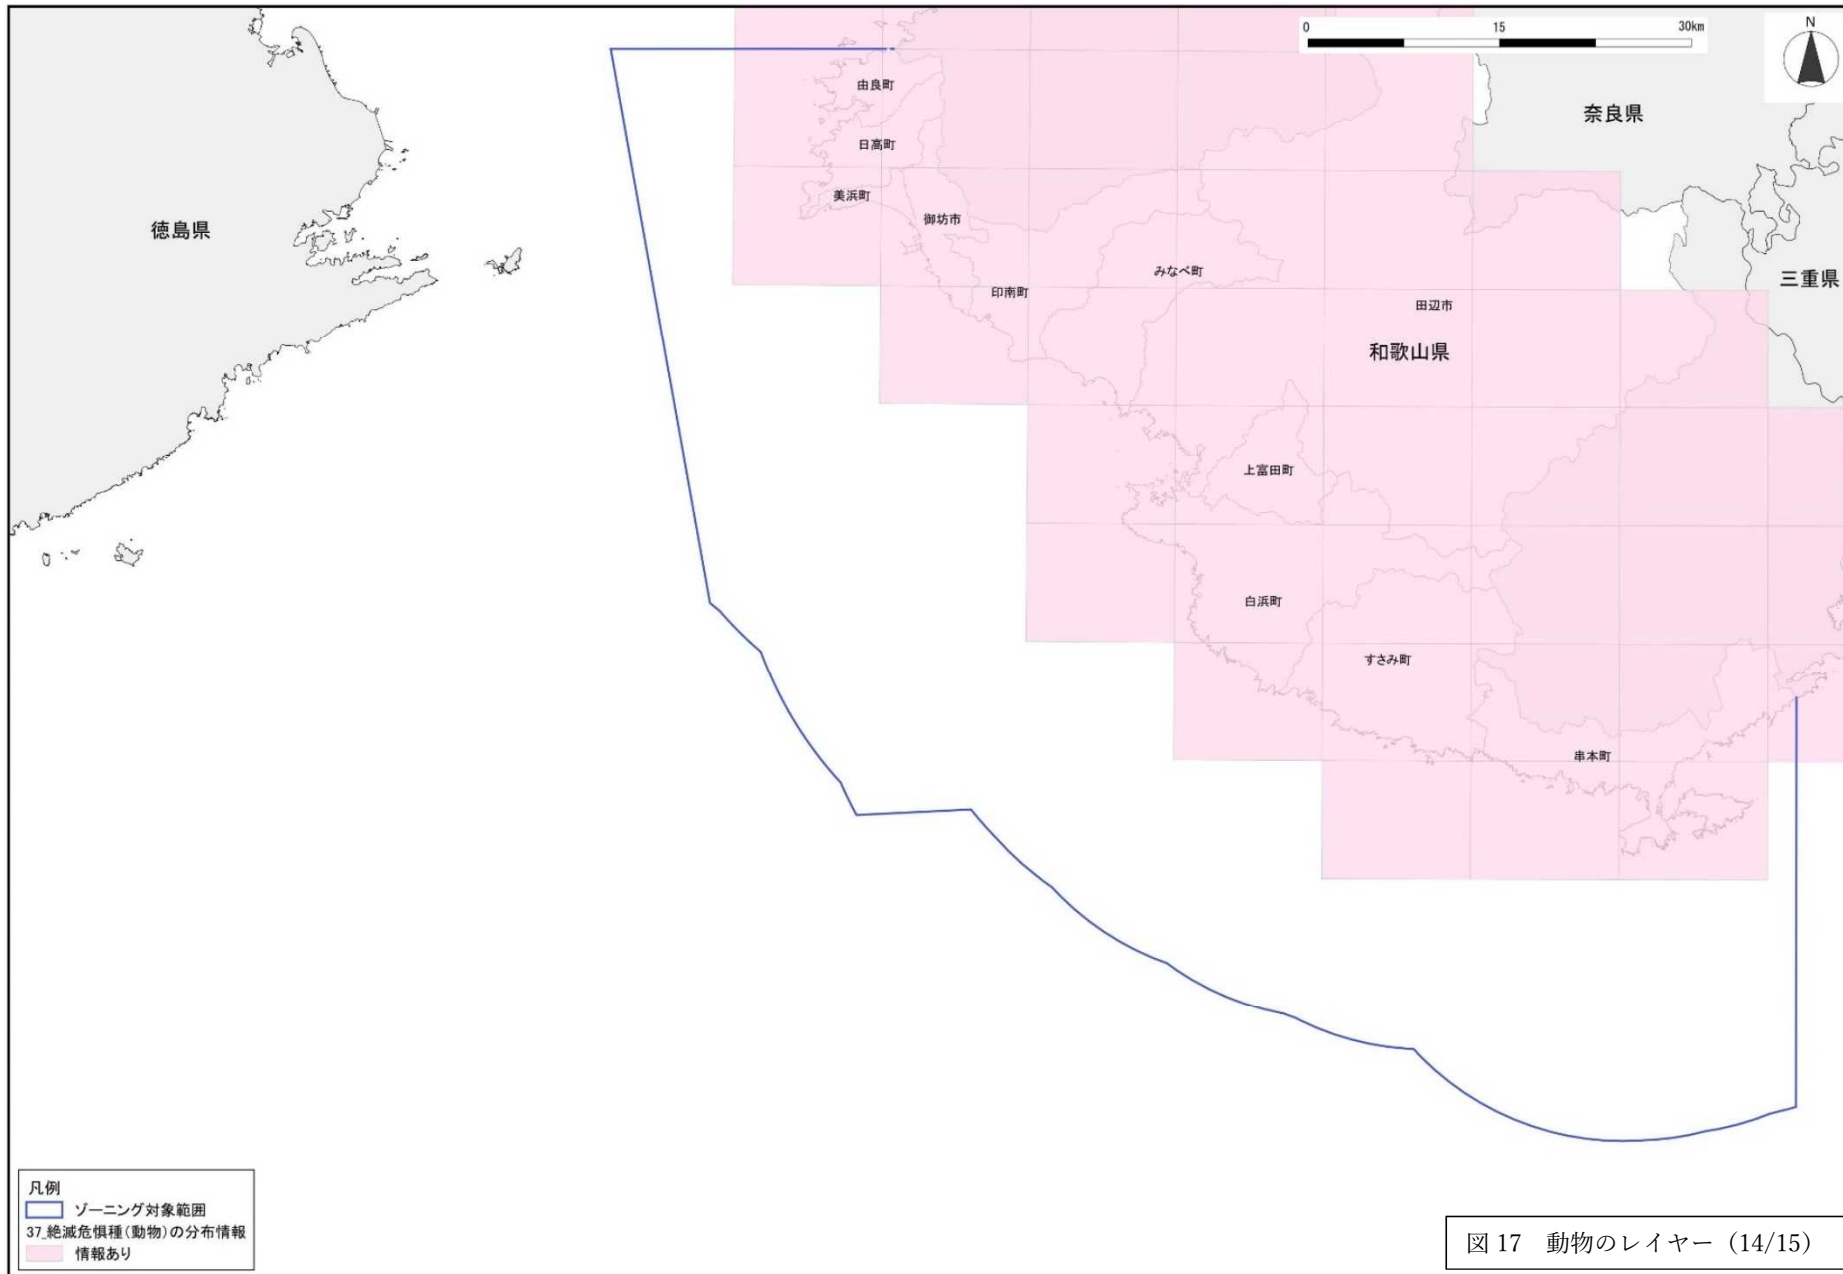 0 15 30km
N
由良町
奈良県
日高町
美浜町
御坊市
徳島県
みなべ町
三重県
印南町
田辺市
和歌山県
上富田町
白浜町
すさみ町
串本町
凡例
ゾーニング対象範囲
37_絶滅危惧種(動物)の分布情報
情報あり
図 17 動物のレイヤー（14/15）